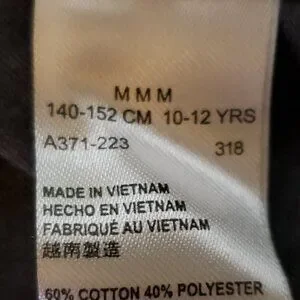 M M M
140-152 CM 10-12 YRS
A371-223 318
MADE IN VIETNAM
HECHO EN VIETNAM
FABRIQUÉ AU VIETNAM
越南製造
60% COTTON 40% POLYESTER